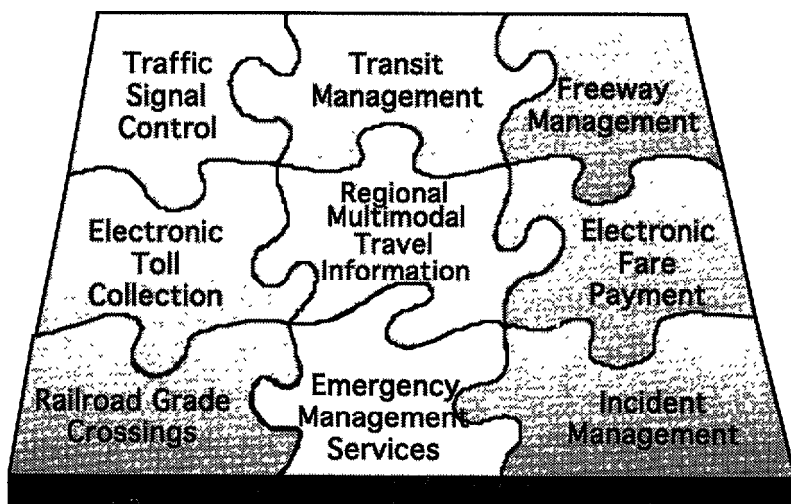 Traffic
Signal
Control
Transit
Management
Freeway
Management
Electronic
Toll
Collection
Regional
Multimodal
Travel
Information
Electronic
Fare
Payment
Railroad Grade
Crossings
Emergency
Management
Services
Incident
Management